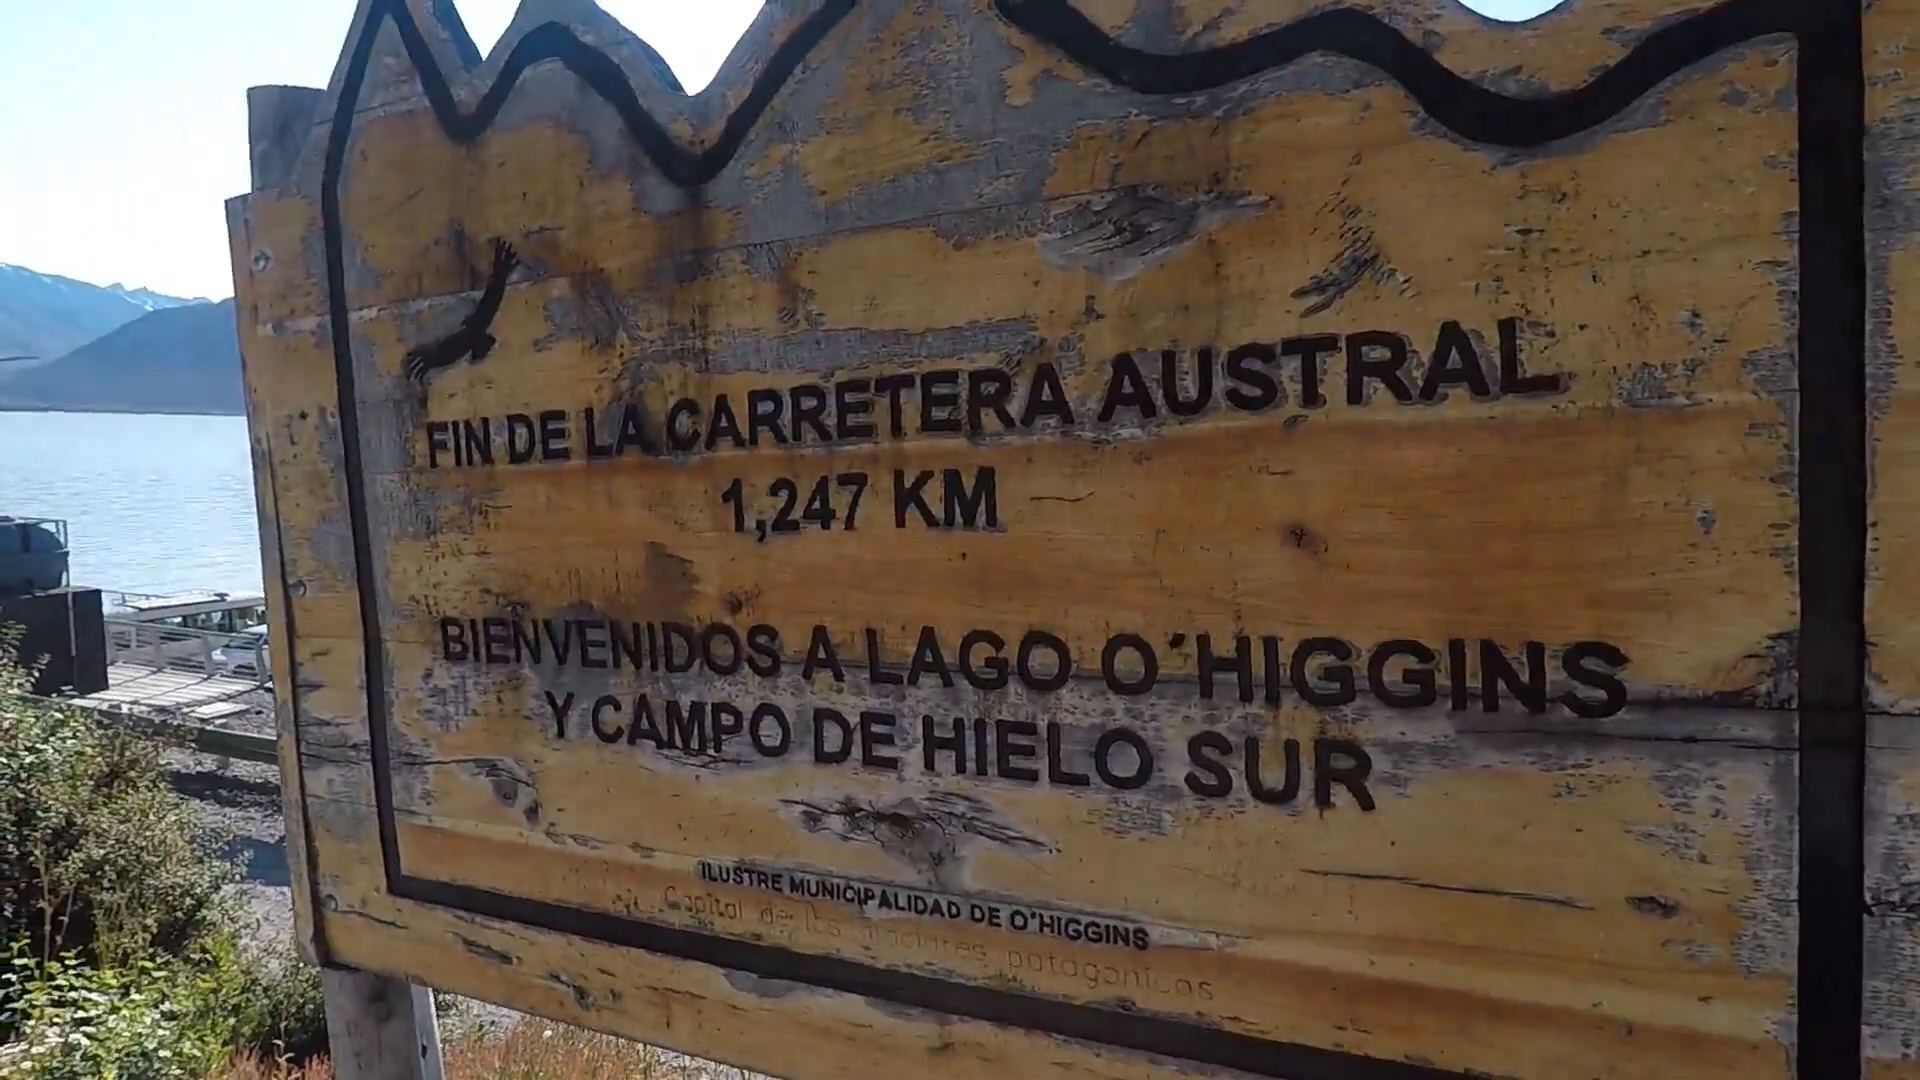 FIN DE LA CARRETERA AUSTRAL
1,247 KM
BIENVENIDOS A LAGO O´HIGGINS
Y CAMPO DE HIELO SUR
ILUSTRE MUNICIPALIDAD DE O'HIGGINS
Capital de los glaciares patagonicos